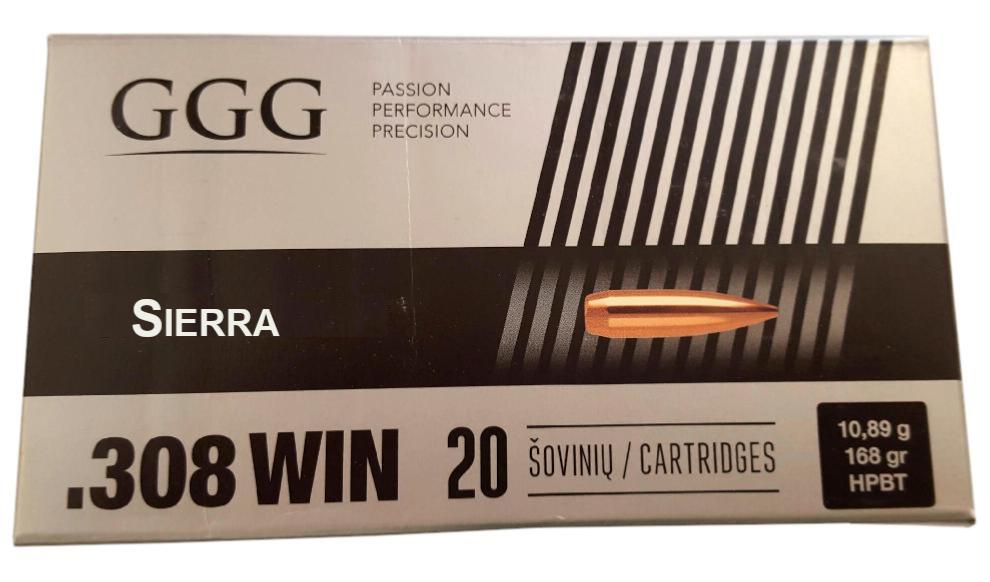 GGG
PASSION
PERFORMANCE
PRECISION
SIERRA
.308 WIN
20
ŠOVINIŲ / CARTRIDGES
10,89 g
168 gr
HPBT